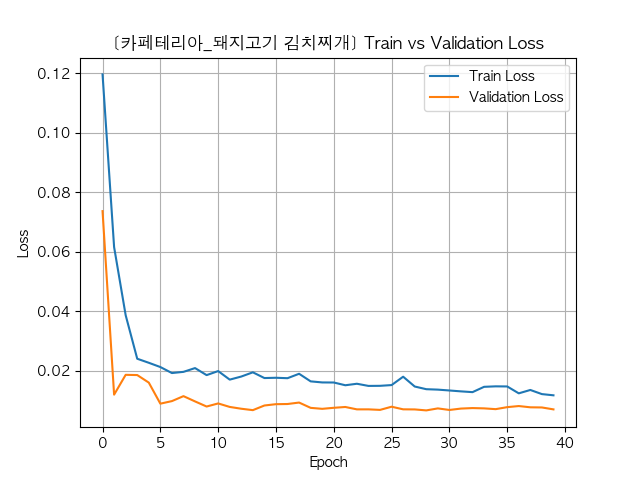 [카페테리아_돼지고기 김치찌개] Train vs Validation Loss
Train Loss
Validation Loss
0.12
0.10
0.08
0.06
0.04
0.02
Loss
0 5 10 15 20 25 30 35 40
Epoch